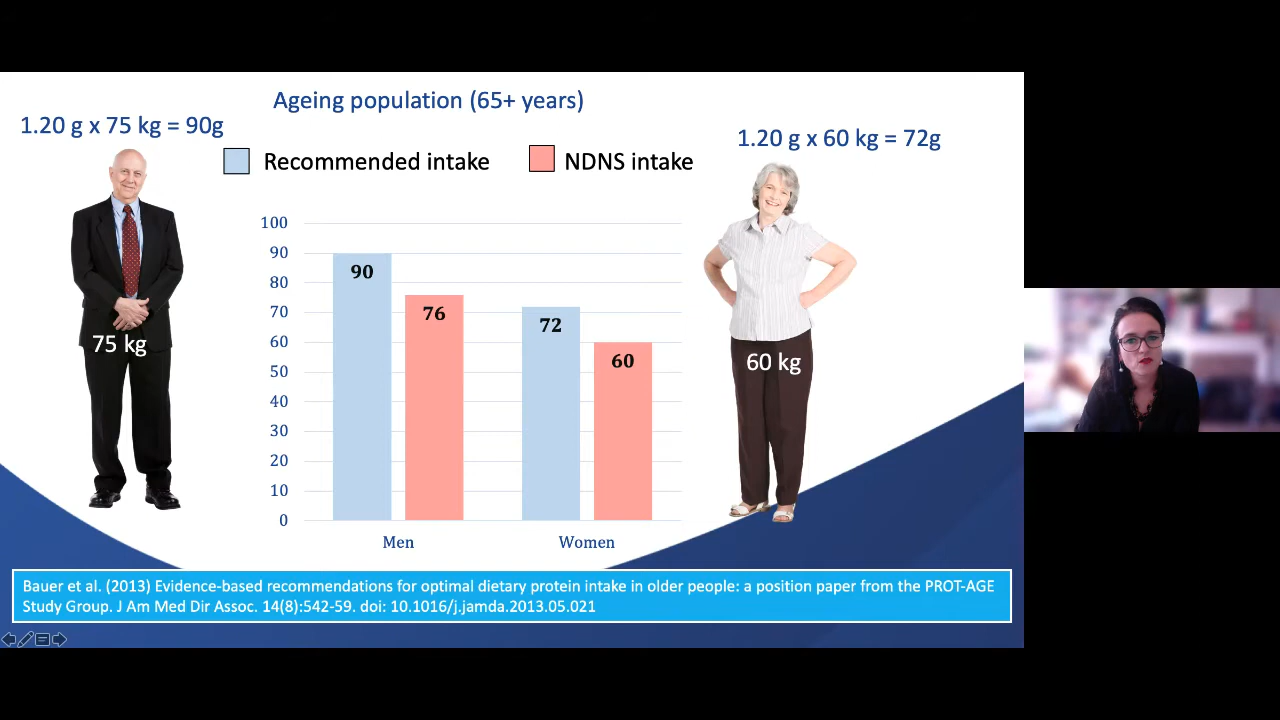 Ageing population (65+ years)
1.20 g x 75 kg = 90g
1.20 g x 60 kg = 72g
Recommended intake
NDNS intake
100
90
80
70
60
50
40
30
20
10
0
90
76
72
60
Men
Women
75 kg
60 kg
Bauer et al. (2013) Evidence-based recommendations for optimal dietary protein intake in older people: a position paper from the PROT-AGE
Study Group. J Am Med Dir Assoc. 14(8):542-59. doi: 10.1016/j.jamda.2013.05.021